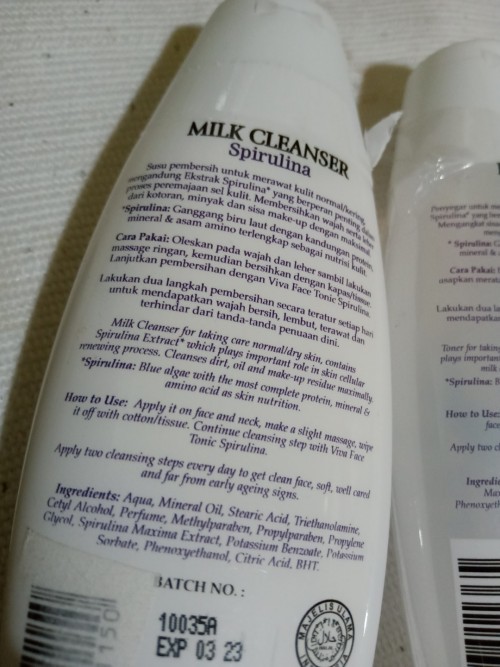 MILK CLEANSER
Spirulina
Susu pembersih untuk merawat kulit normal/kering,
mengandung Ekstrak Spirulina* yang berperan penting dalam
proses peremajaan sel kulit. Membersihkan wajah serta leher
dari kotoran, minyak dan sisa make-up dengan maksimal.
*Spirulina: Ganggang biru laut dengan kandungan protein,
mineral & asam amino terlengkap sebagai nutrisi kulit.
Cara Pakai: Oleskan pada wajah dan leher sambil lakukan
massage ringan, kemudian bersihkan dengan kapas/tissue.
Lanjutkan pembersihan dengan Viva Face Tonic Spirulina.
Lakukan dua langkah pembersihan secara teratur setiap hari
untuk mendapatkan wajah bersih, lembut, terawat dan
terhindar dari tanda-tanda penuaan dini.
Milk Cleanser for taking care normal/dry skin, contains
Spirulina Extract* which plays important role in skin cellular
renewing process. Cleanses dirt, oil and make-up residue maximally.
*Spirulina: Blue algae with the most complete protein, mineral &
amino acid as skin nutrition.
How to Use: Apply it on face and neck, make a slight massage, wipe
it off with cotton/tissue. Continue cleansing step with Viva Face
Tonic Spirulina.
Apply two cleansing steps every day to get clean face, soft, well cared
and far from early ageing signs.
Ingredients: Aqua, Mineral Oil, Stearic Acid, Triethanolamine,
Cetyl Alcohol, Perfume, Methylparaben, Propylparaben, Propylene
Glycol, Spirulina Maxima Extract, Potassium Benzoate, Potassium
Sorbate, Phenoxyethanol, Citric Acid, BHT.
BATCH NO. :
10035A
EXP 03 23
MAJELIS ULAMA
Penyegar untuk
Spirulina* yang
Mengangkat
* Spirulina:
mineral &
Cara Pakai:
usapkan
Lakukan dua
mendapatkan
Toner for taking
plays important
milk
*Spirulina:
How to Use:
face
Apply two